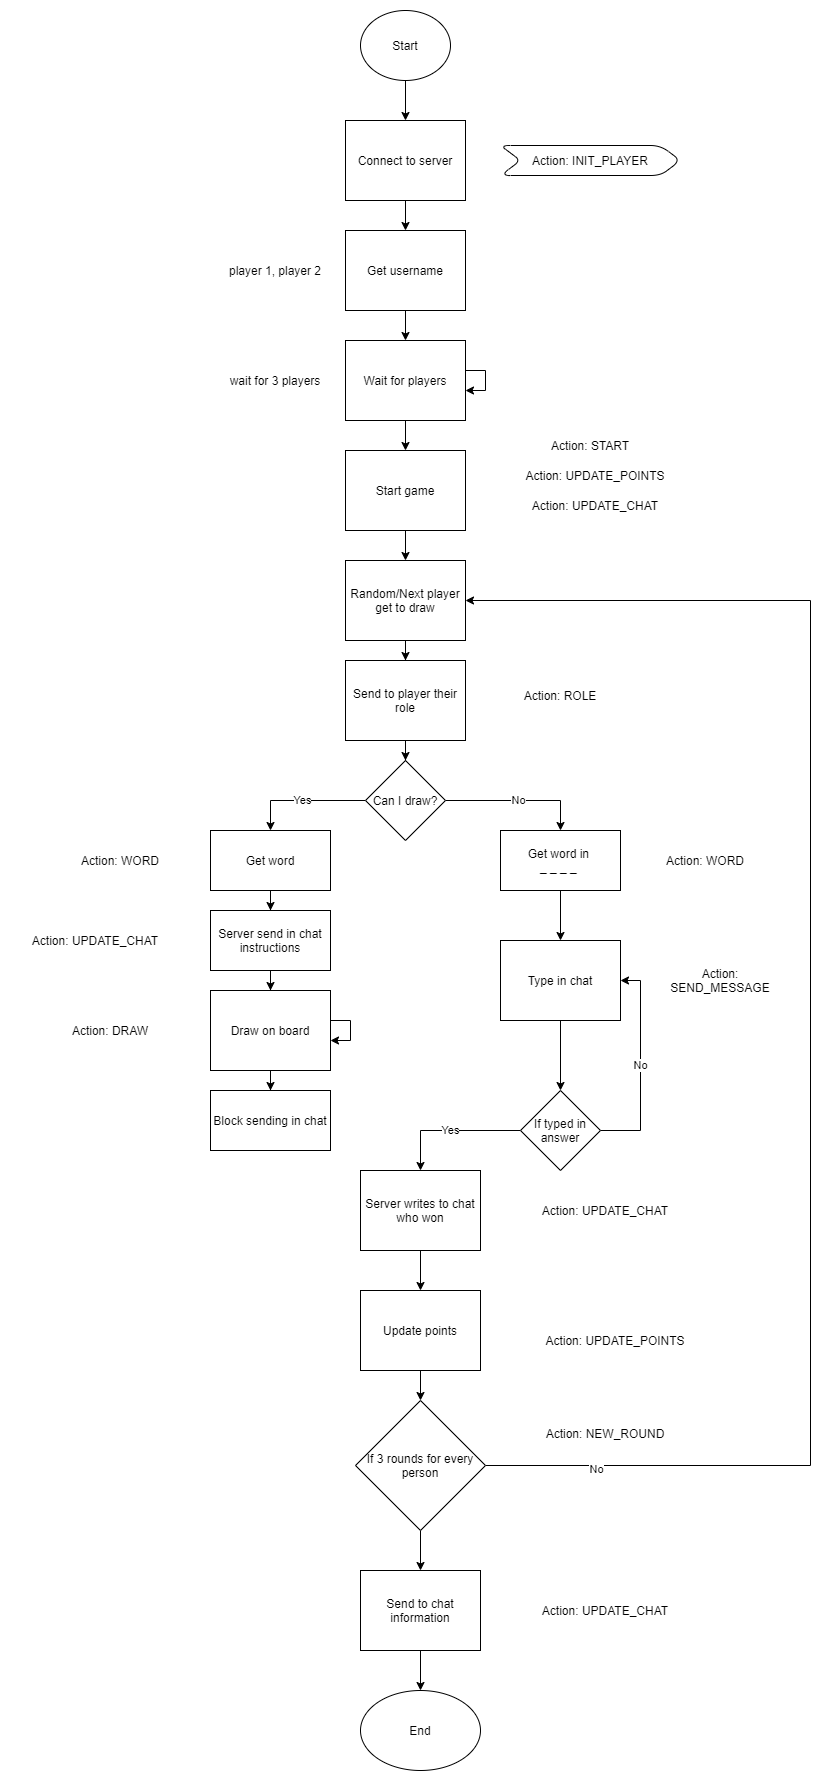 Start
Connect to server
Action: INIT_PLAYER
player 1, player 2
Get username
wait for 3 players
Wait for players
Action: START
Action: UPDATE_POINTS
Start game
Action: UPDATE_CHAT
Random/Next player
get to draw
Send to player their
role
Action: ROLE
Yes
Can I draw?
No
Action: WORD
Get word
Get word in
_ _ _ _
Action: WORD
Action: UPDATE_CHAT
Server send in chat
instructions
Type in chat
Action:
SEND_MESSAGE
Action: DRAW
Draw on board
No
Block sending in chat
Yes
If typed in
answer
Server writes to chat
who won
Action: UPDATE_CHAT
Update points
Action: UPDATE_POINTS
Action: NEW_ROUND
If 3 rounds for every
person
No
Send to chat
information
Action: UPDATE_CHAT
End